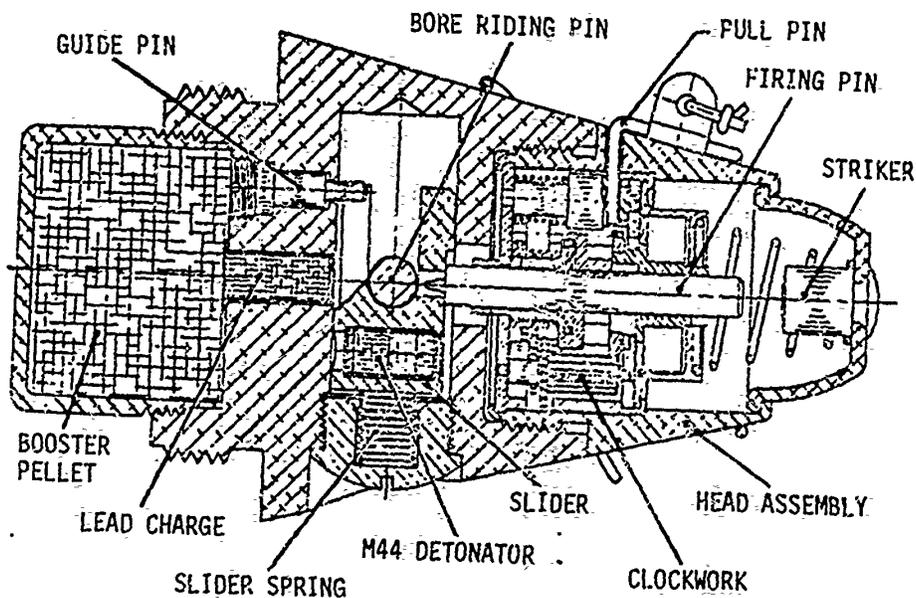 BORE RIDING PIN
FULL PIN
GUIDE PIN
FIRING PIN
STRIKER
BOOSTER
PELLET
LEAD CHARGE
SLIDER
HEAD ASSEMBLY
M44 DETONATOR
SLIDER SPRING
CLOCKWORK